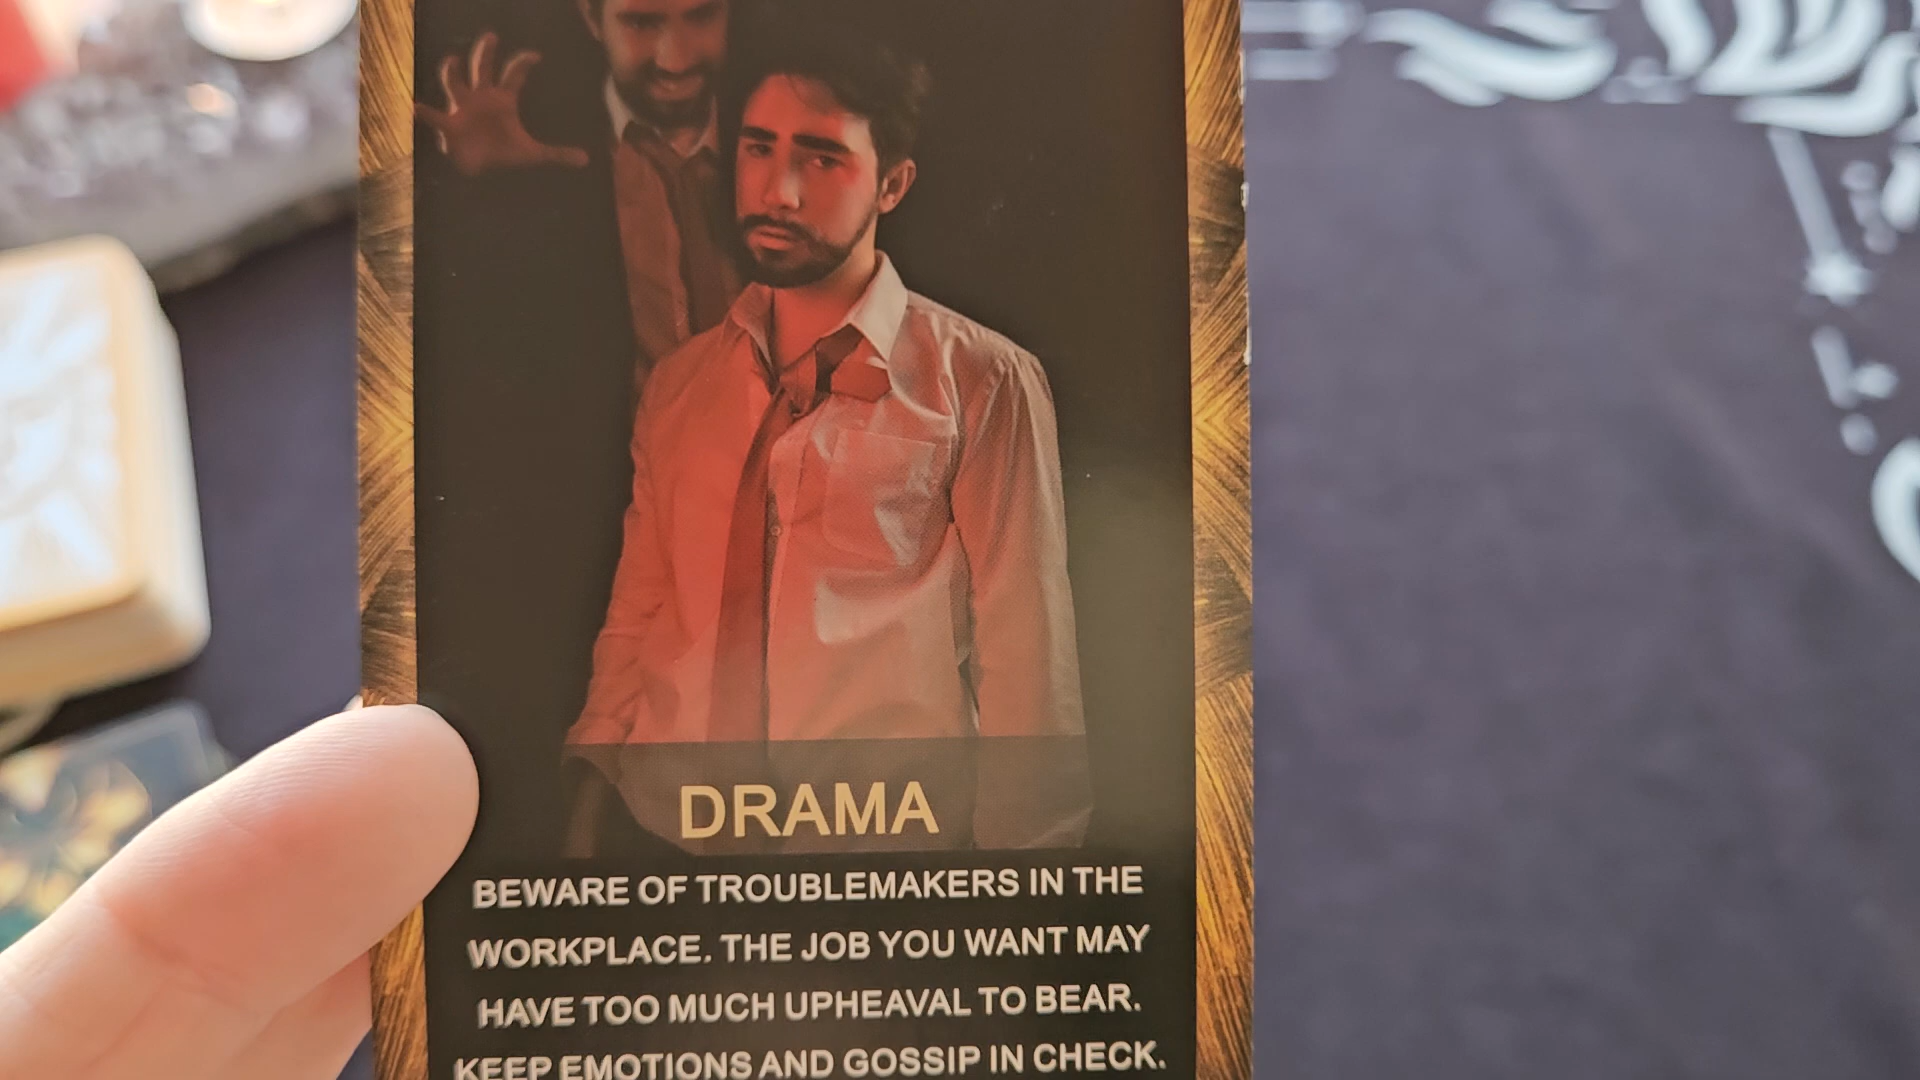 DRAMA
BEWARE OF TROUBLEMAKERS IN THE
WORKPLACE. THE JOB YOU WANT MAY
HAVE TOO MUCH UPHEAVAL TO BEAR.
KEEP EMOTIONS AND GOSSIP IN CHECK.